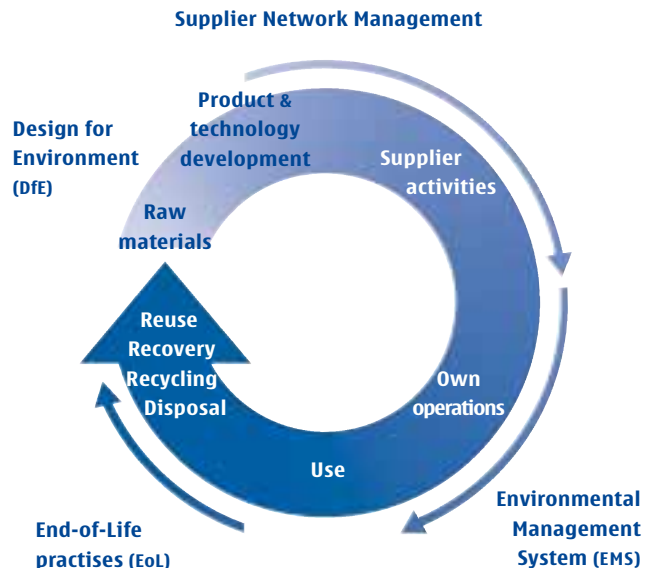 Supplier Network Management
Product &
technology
development
Design for
Environment
(DfE)
Supplier
activities
Raw
materials
Reuse
Recovery
Recycling
Disposal
Own
operations
Use
Environmental
Management
System (EMS)
End-of-Life
practises (EoL)